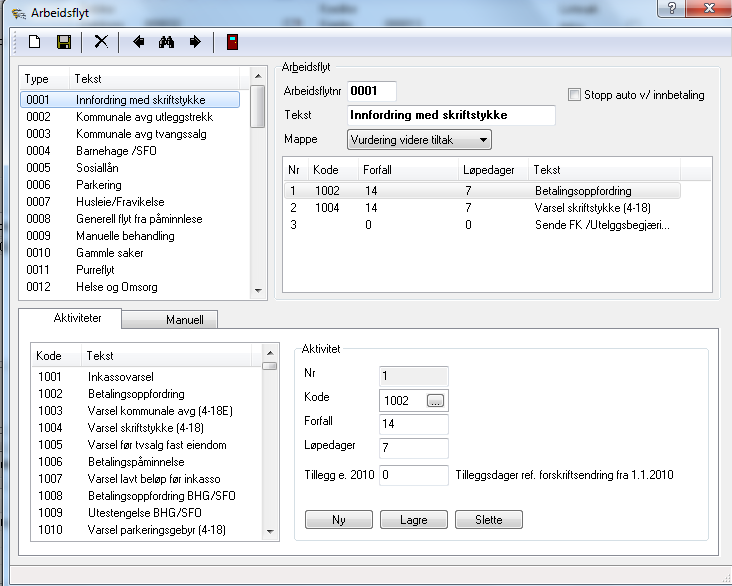 Arbeidsflyt
?
Type Tekst
0001 Innfordring med skriftstykke
0002 Kommunale avg utleggstrekk
0003 Kommunale avg tvangssalg
0004 Barnehage /SFO
0005 Sosiallån
0006 Parkering
0007 Husleie/Fravikelse
0008 Generell flyt fra påminnlese
0009 Manuelle behandling
0010 Gammle saker
0011 Purreflyt
0012 Helse og Omsorg
Arbeidsflyt
Arbeidsflytnr 0001
Stopp auto v/ innbetaling
Tekst Innfordring med skriftstykke
Mappe Vurdering videre tiltak
Nr Kode Forfall Løpedager Tekst
1 1002 14 7 Betalingsoppfordring
2 1004 14 7 Varsel skriftstykke (4-18)
3 0 0 Sende FK /Utelggsbegjæri...
Aktiviteter Manuell
Kode Tekst
1001 Inkassovarsel
1002 Betalingsoppfordring
1003 Varsel kommunale avg (4-18E)
1004 Varsel skriftstykke (4-18)
1005 Varsel før tvsalg fast eiendom
1006 Betalingspåminnelse
1007 Varsel lavt beløp før inkasso
1008 Betalingsoppfordring BHG/SFO
1009 Utestengelse BHG/SFO
1010 Varsel parkeringsgebyr (4-18)
Aktivitet
Nr 1
Kode 1002 ...
Forfall 14
Løpedager 7
Tillegg e. 2010 0 Tilleggsdager ref. forskriftsendring fra 1.1.2010
Ny Lagre Slette